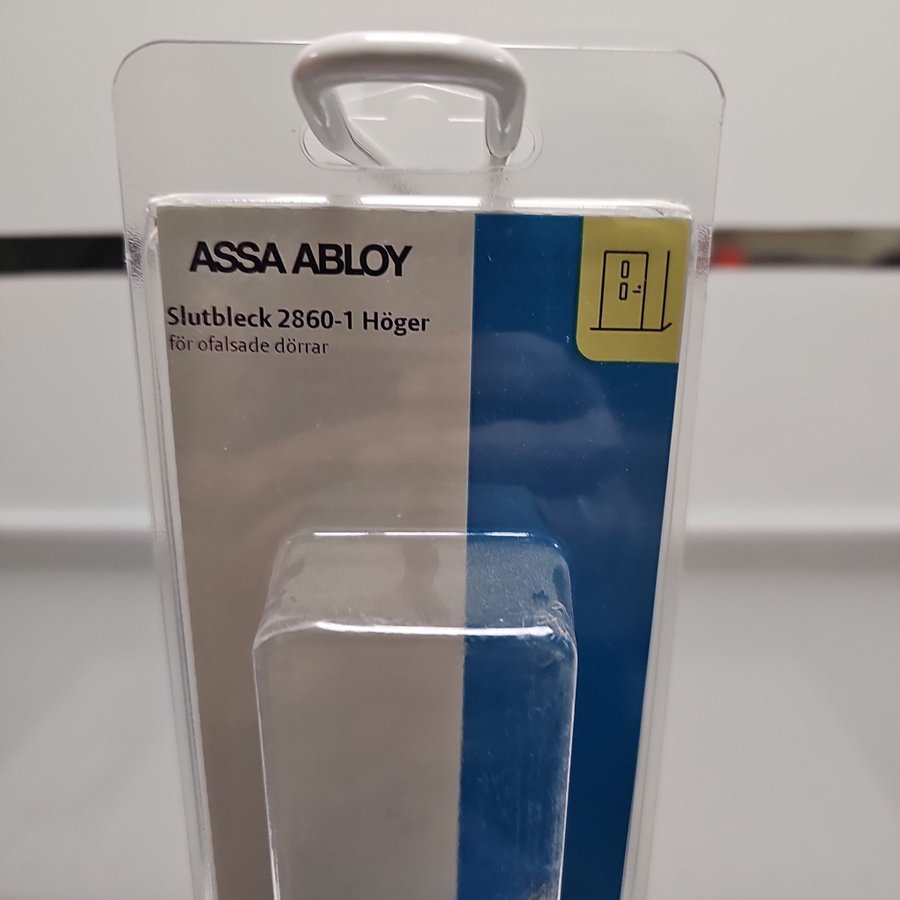 ASSA ABLOY
Slutbleck 2860-1 Höger
för ofalsade dörrar